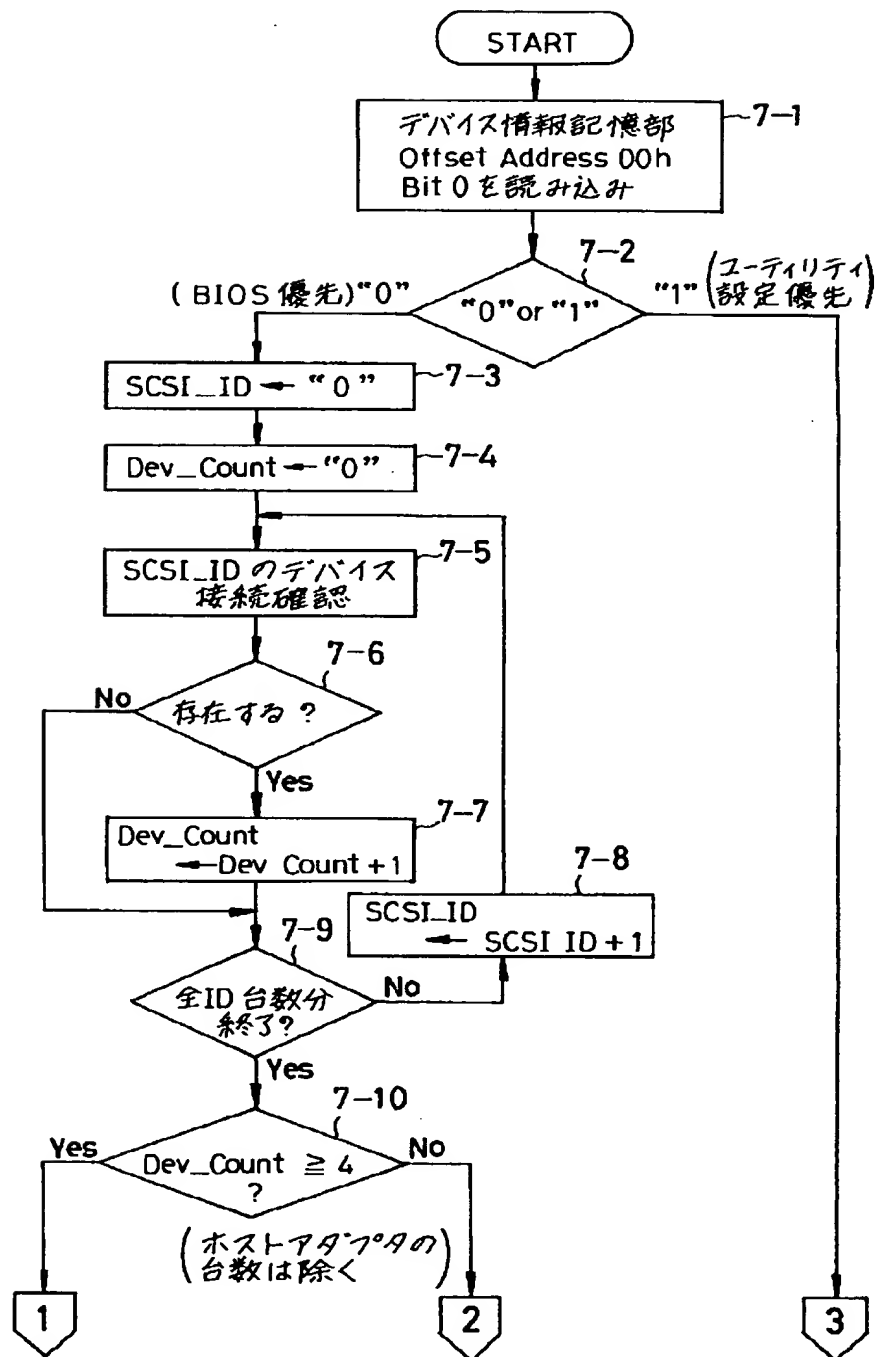 START
デバイス情報記憶部
Offset Address 00h
Bit 0 を読み込み
7-1
7-2
(BIOS 優先)"0"
"0" or "1"
"1"
(ユーティリティ
設定優先)
SCSI_ID ← "0"
7-3
Dev_Count ← "0"
7-4
SCSI_IDのデバイス
接続確認
7-5
7-6
No
存在する?
Yes
7-7
Dev_Count
←Dev Count+1
7-8
SCSI_ID
← SCSI ID+1
7-9
全ID台数分
終了?
No
Yes
7-10
Yes
Dev_Count ≧ 4
?
No
(ホストアダプタの
台数は除く)
1
2
3